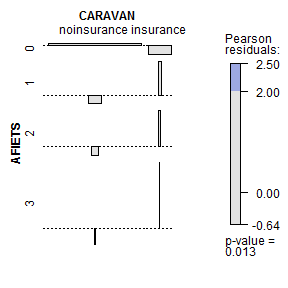 CARAVAN
noinsurance insurance
AFIETS
0
1
2
3
Pearson
residuals:
2.50
2.00
0.00
-0.64
p-value =
0.013